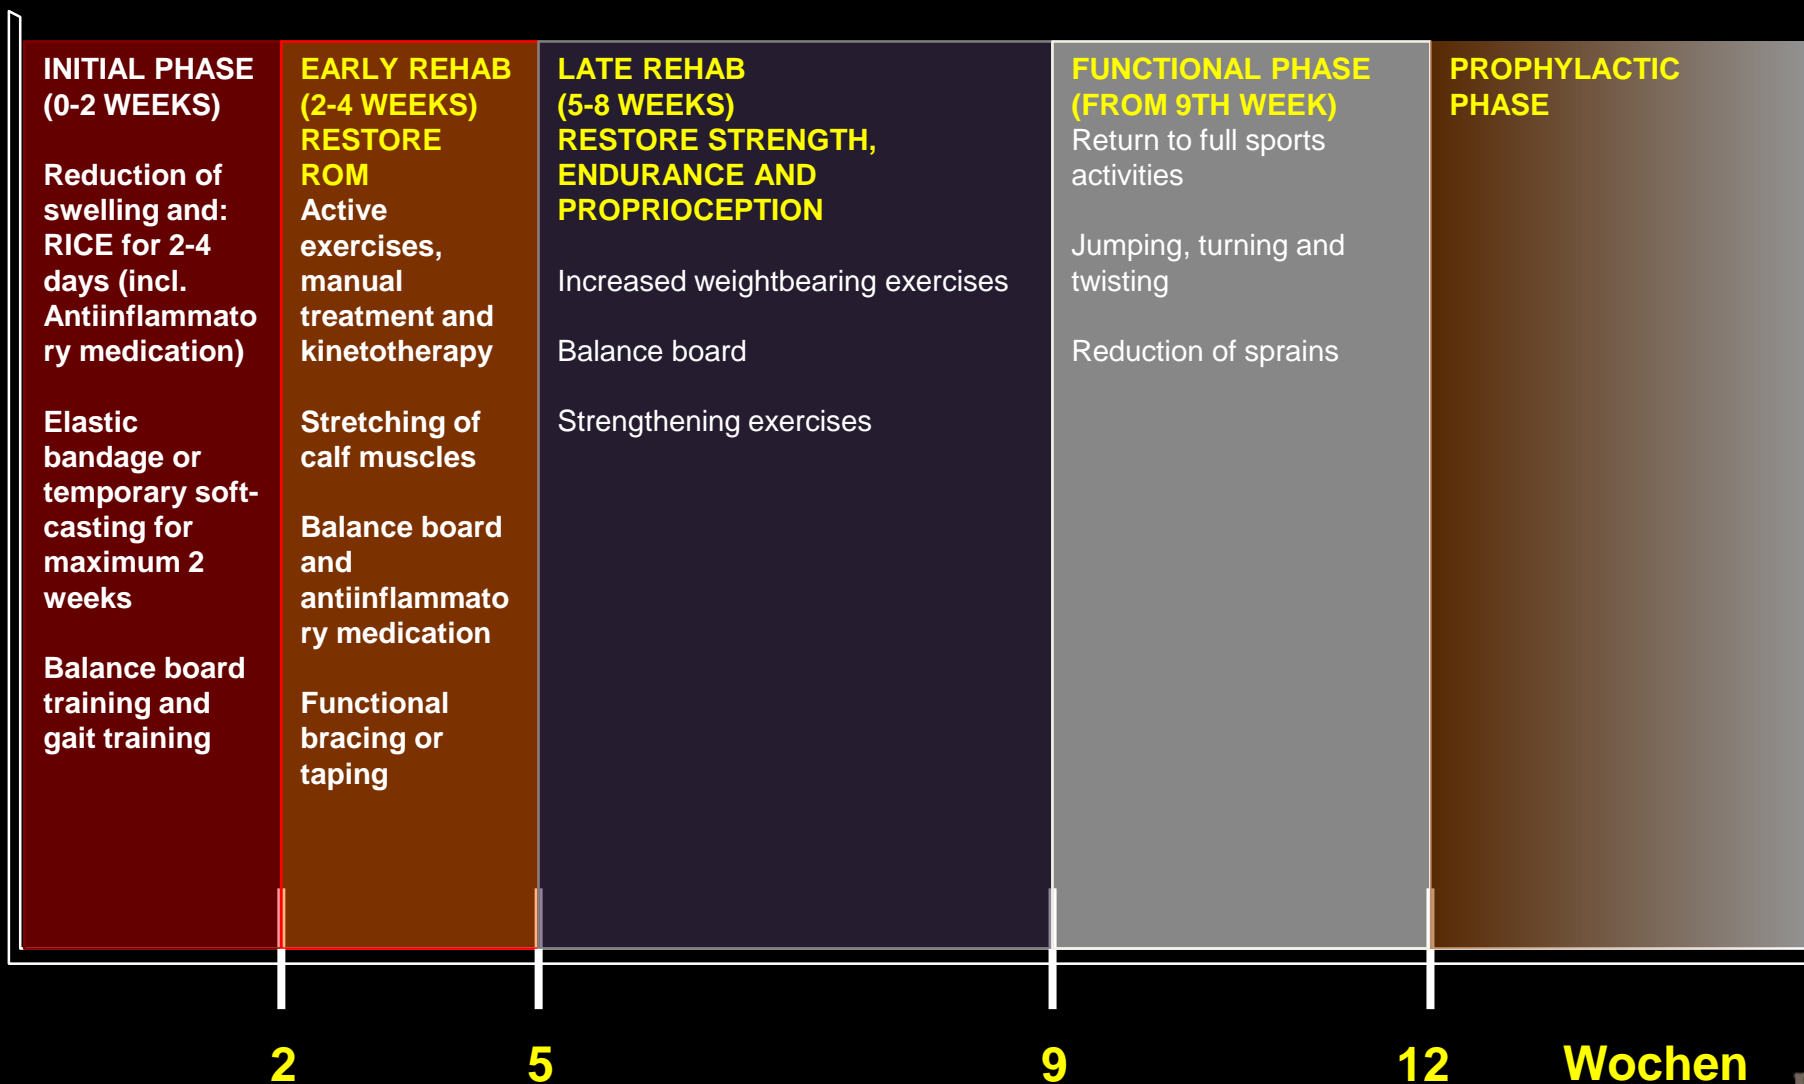 INITIAL PHASE
(0-2 WEEKS)
Reduction of
swelling and:
RICE for 2-4
days (incl.
Antiinflammato
ry medication)
Elastic
bandage or
temporary soft-
casting for
maximum 2
weeks
Balance board
training and
gait training
EARLY REHAB
(2-4 WEEKS)
RESTORE
ROM
Active
exercises,
manual
treatment and
kinetotherapy
Stretching of
calf muscles
Balance board
and
antiinflammato
ry medication
Functional
bracing or
taping
LATE REHAB
(5-8 WEEKS)
RESTORE STRENGTH,
ENDURANCE AND
PROPRIOCEPTION
Increased weightbearing exercises
Balance board
Strengthening exercises
FUNCTIONAL PHASE
(FROM 9TH WEEK)
Return to full sports
activities
Jumping, turning and
twisting
Reduction of sprains
PROPHYLACTIC
PHASE
2 5 9 12 Wochen